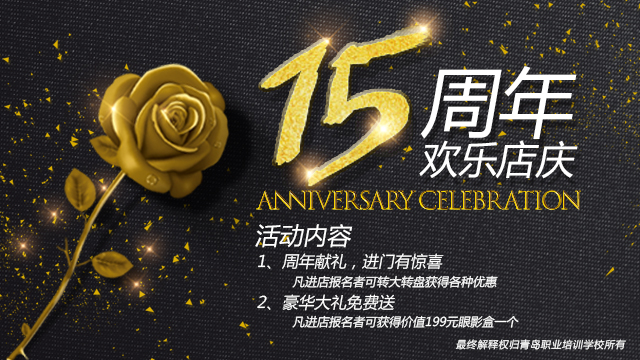 15周年
欢乐店庆
ANNIVERSARY CELEBRATION
活动内容
1、周年献礼，进门有惊喜
凡进店报名者可转大转盘获得各种优惠
2、豪华大礼免费送
凡进店报名者可获得价值199元眼影盒一个
最终解释权归青岛职业培训学校所有